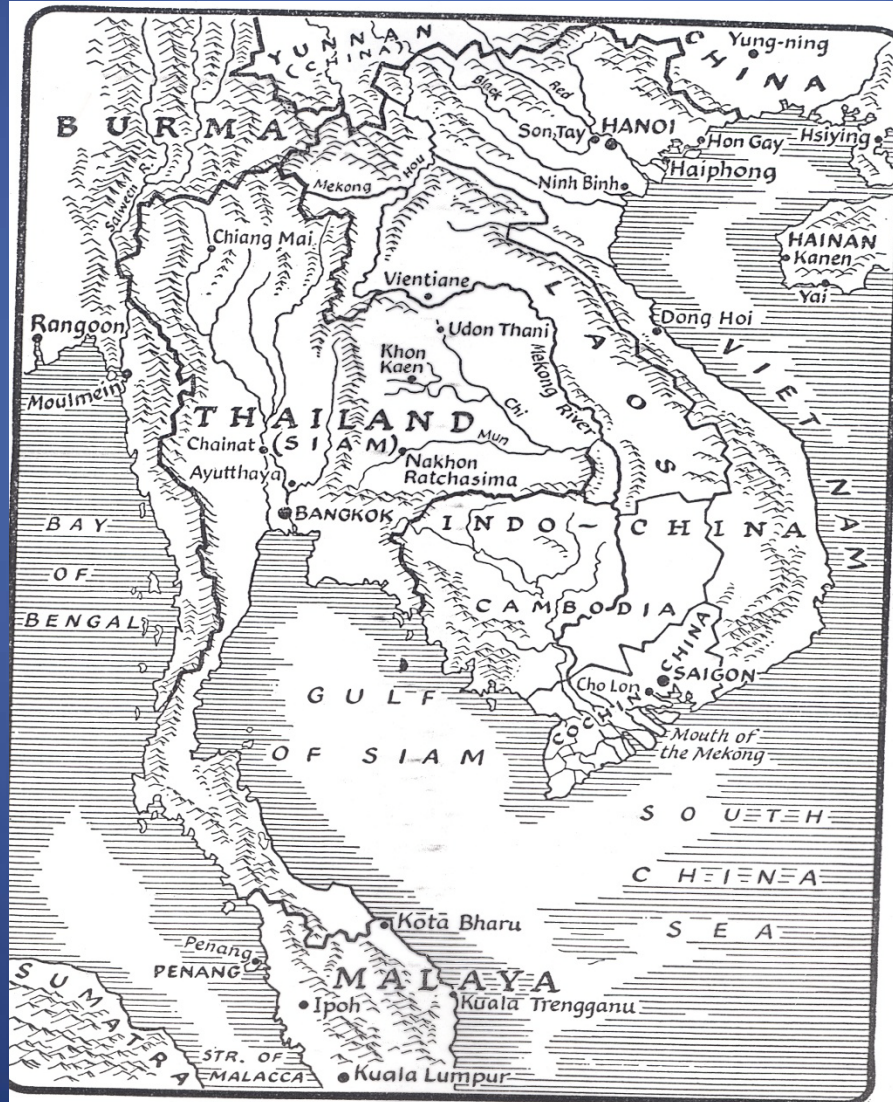 YUNNAN
(CHINA)
CHINA
Yung-ning
BURMA
Black
Red
Son Tay
HANOI
Hon Gay
Hsiying
Haiphong
Hou
Mekong
Ninh Binh
Salween R.
Chiang Mai
HAINAN
Kanen
Yai
Vientiane
LAOS
Rangoon
Udon Thani
Dong Hoi
Mekong River
Khon
Kaen
VIET NAM
Moulmein
Chi
THAILAND
(SIAM)
Mun
Chainat
Nakhon
Ratchasima
Ayutthaya
BANGKOK
INDO-CHINA
BAY
OF
BENGAL
CAMBODIA
SAIGON
Cho Lon
COCHIN CHINA
GULF
OF SIAM
Mouth of
the Mekong
SOUTH
CHINA
SEA
Kota Bharu
Penang
PENANG
MALAYA
Kuala Trengganu
Ipoh
SUMATRA
STR. OF
MALACCA
Kuala Lumpur